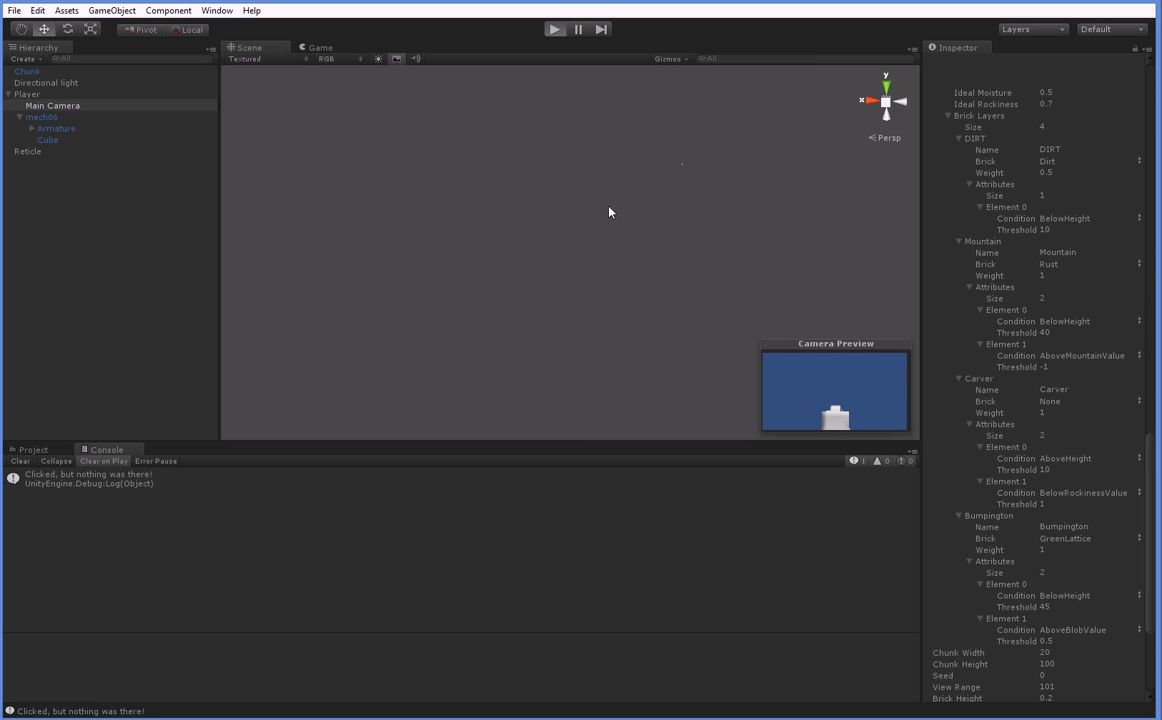 File Edit Assets GameObject Component Window Help
Pivot Local Layers Default
Hierarchy
Create All
Chunk
Directional light
Player
Main Camera
mech06
Armature
Cube
Reticle
Scene Game
Textured RGB Gizmos All
y
x
Persp
Camera Preview
Project Console
Clear Collapse Clear on Play Error Pause 1 0 0
Clicked, but nothing was there!
UnityEngine.Debug:Log(Object)
Clicked, but nothing was there!
Inspector
Ideal Moisture 0.5
Ideal Rockiness 0.7
Brick Layers
Size 4
DIRT
Name DIRT
Brick Dirt
Weight 0.5
Attributes
Size 1
Element 0
Condition BelowHeight
Threshold 10
Mountain
Name Mountain
Brick Rust
Weight 1
Attributes
Size 2
Element 0
Condition BelowHeight
Threshold 40
Element 1
Condition AboveMountainValue
Threshold -1
Carver
Name Carver
Brick None
Weight 1
Attributes
Size 2
Element 0
Condition AboveHeight
Threshold 10
Element 1
Condition BelowRockinessValue
Threshold 1
Bumpington
Name Bumpington
Brick GreenLattice
Weight 1
Attributes
Size 2
Element 0
Condition BelowHeight
Threshold 45
Element 1
Condition AboveBlobValue
Threshold 0.5
Chunk Width 20
Chunk Height 100
Seed 0
View Range 101
Brick Height 0.2